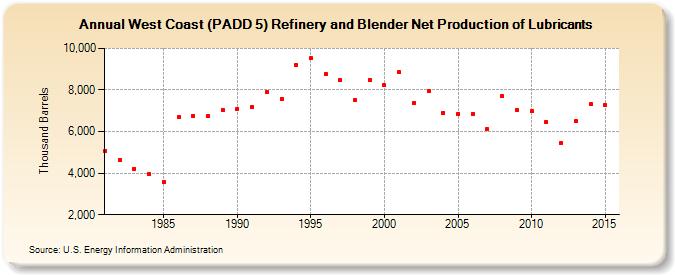 Annual West Coast (PADD 5) Refinery and Blender Net Production of Lubricants
Thousand Barrels
10,000
8,000
6,000
4,000
2,000
1985 1990 1995 2000 2005 2010 2015
Source: U.S. Energy Information Administration